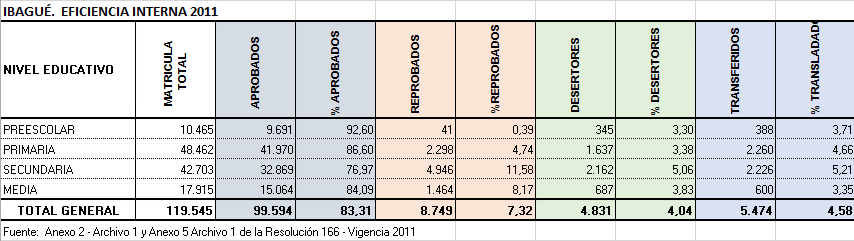 IBAGUÉ.  EFICIENCIA INTERNA 2011
NIVEL EDUCATIVO MATRICULA TOTAL APROBADOS % APROBADOS REPROBADOS %REPROBADOS DESERTORES % DESERTORES TRANSFERIDOS % TRANSLADADO
PREESCOLAR 10.465 9.691 92,60 41 0,39 345 3,30 388 3,71
PRIMARIA 48.462 41.970 86,60 2.298 4,74 1.637 3,38 2.260 4,66
SECUNDARIA 42.703 32.869 76,97 4.946 11,58 2.162 5,06 2.226 5,21
MEDIA 17.915 15.064 84,09 1.464 8,17 687 3,83 600 3,35
TOTAL GENERAL 119.545 99.594 83,31 8.749 7,32 4.831 4,04 5.474 4,58
Fuente:  Anexo 2 - Archivo 1 y Anexo 5 Archivo 1 de la Resolución 166 - Vigencia 2011